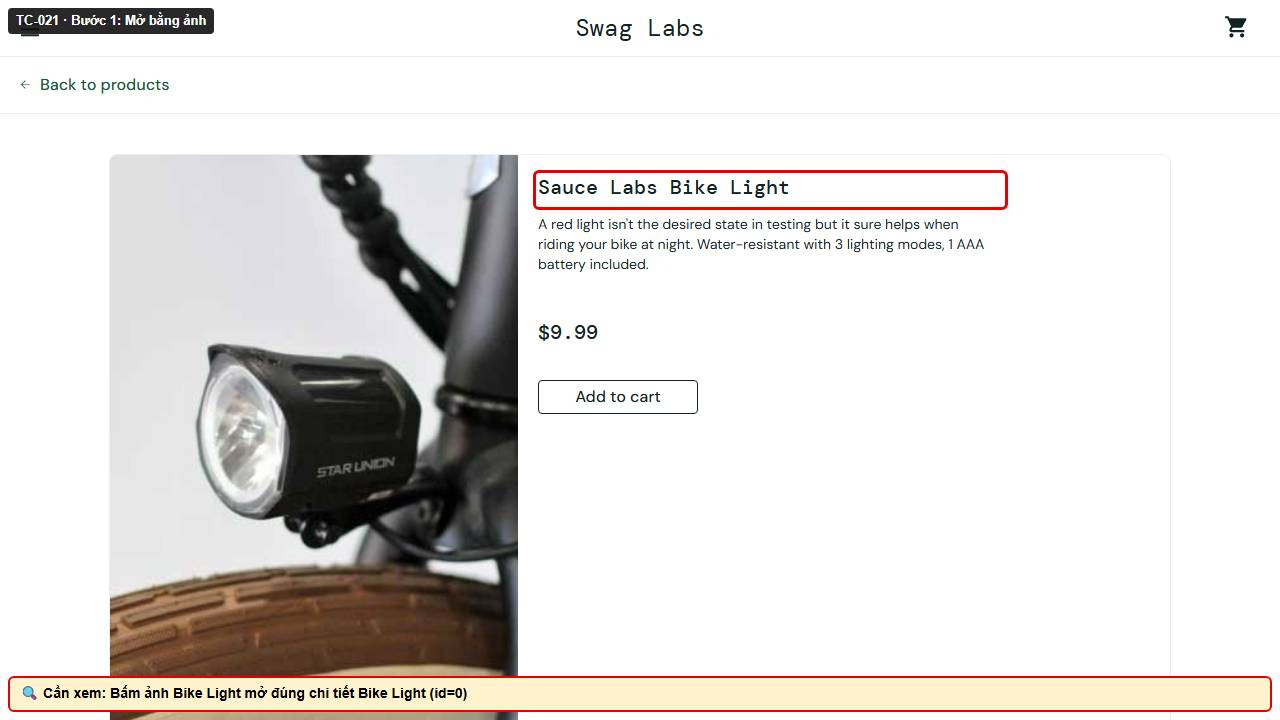 TC-021 · Bước 1: Mở bằng ảnh
Swag Labs
Back to products
Sauce Labs Bike Light
A red light isn't the desired state in testing but it sure helps when
riding your bike at night. Water-resistant with 3 lighting modes, 1 AAA
battery included.
$9.99
Add to cart
STAR UNION
🔍 Cần xem: Bấm ảnh Bike Light mở đúng chi tiết Bike Light (id=0)